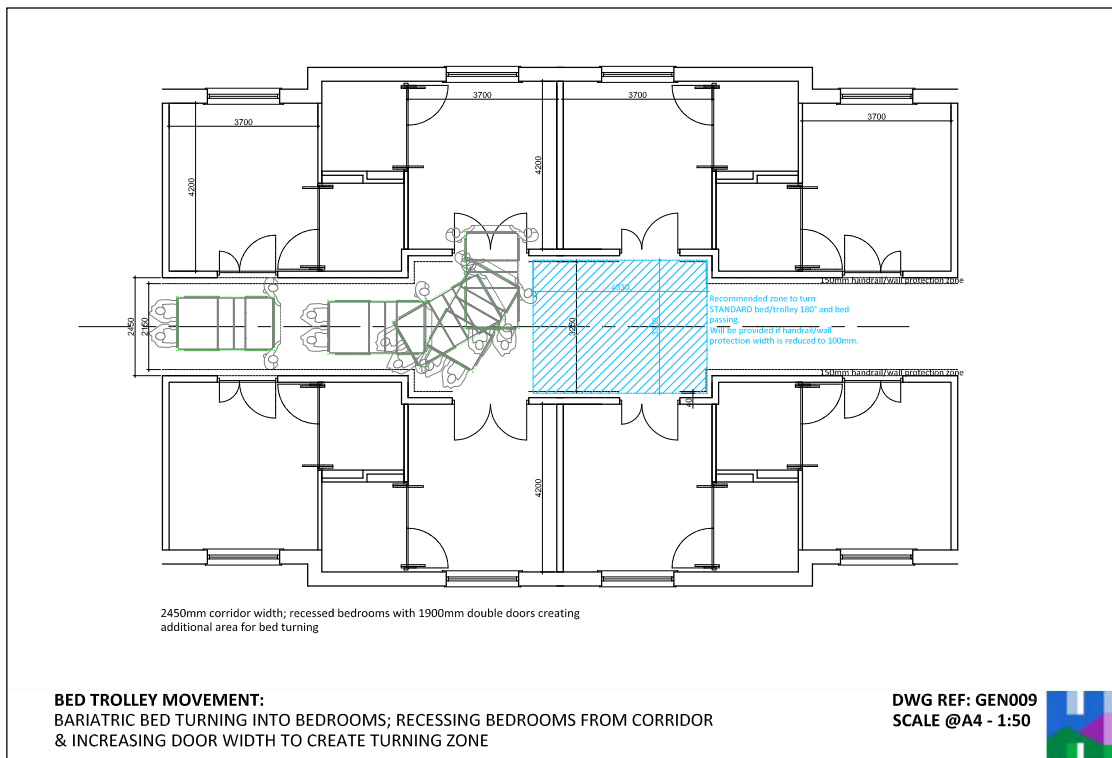 3700
3700
3700
3700
4200
4200
150mm handrail/wall protection zone
Recommended zone to turn
STANDARD bed/trolley 180° and bed
passing.
Will be provided if handrail/wall
protection width is reduced to 100mm.
2450
2150
3250
150mm handrail/wall protection zone
4200
2450mm corridor width; recessed bedrooms with 1900mm double doors creating
additional area for bed turning
BED TROLLEY MOVEMENT:
BARIATRIC BED TURNING INTO BEDROOMS; RECESSING BEDROOMS FROM CORRIDOR
& INCREASING DOOR WIDTH TO CREATE TURNING ZONE
DWG REF: GEN009
SCALE @A4 - 1:50